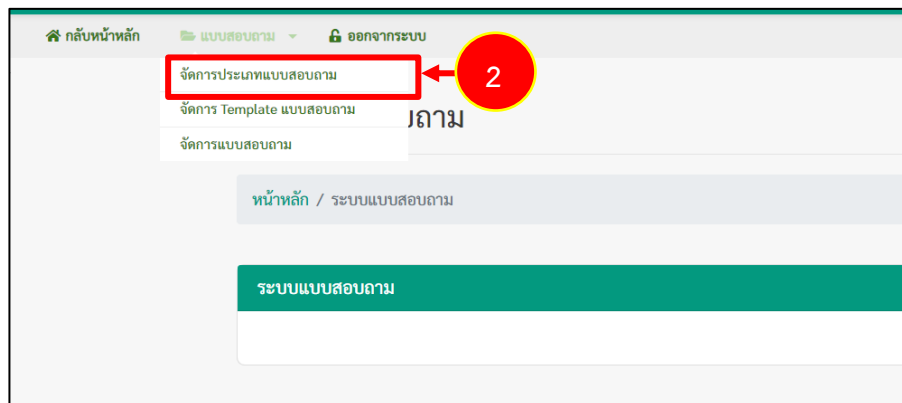 กลับหน้าหลัก แบบสอบถาม ออกจากระบบ
จัดการประเภทแบบสอบถาม
2
จัดการ Template แบบสอบถาม
บถาม
จัดการแบบสอบถาม
หน้าหลัก / ระบบแบบสอบถาม
ระบบแบบสอบถาม